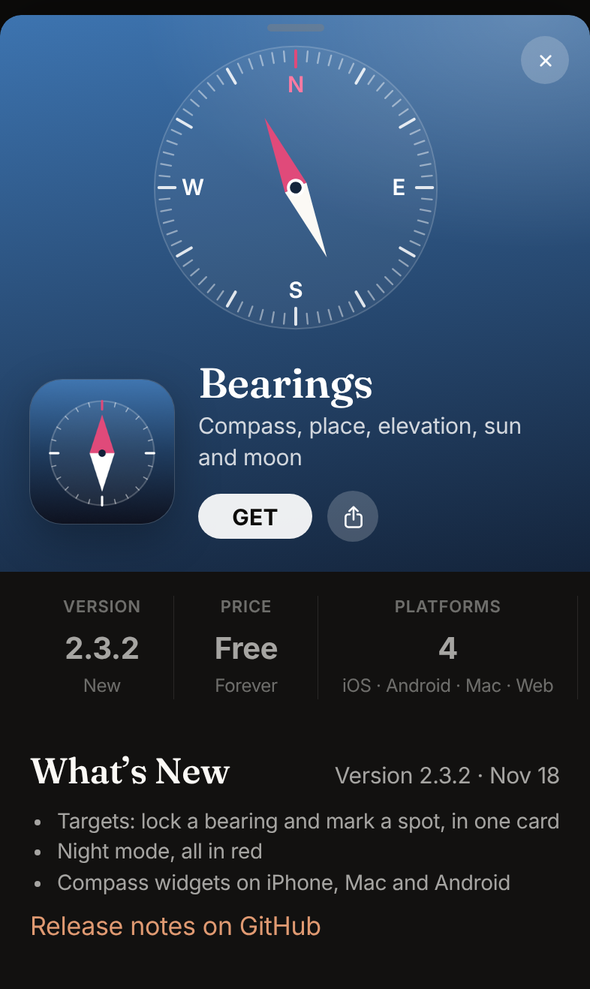 N
W
E
S
Bearings
Compass, place, elevation, sun
and moon
GET
VERSION
2.3.2
New
PRICE
Free
Forever
PLATFORMS
4
iOS · Android · Mac · Web
What’s New
Version 2.3.2 · Nov 18
• Targets: lock a bearing and mark a spot, in one card
• Night mode, all in red
• Compass widgets on iPhone, Mac and Android
Release notes on GitHub